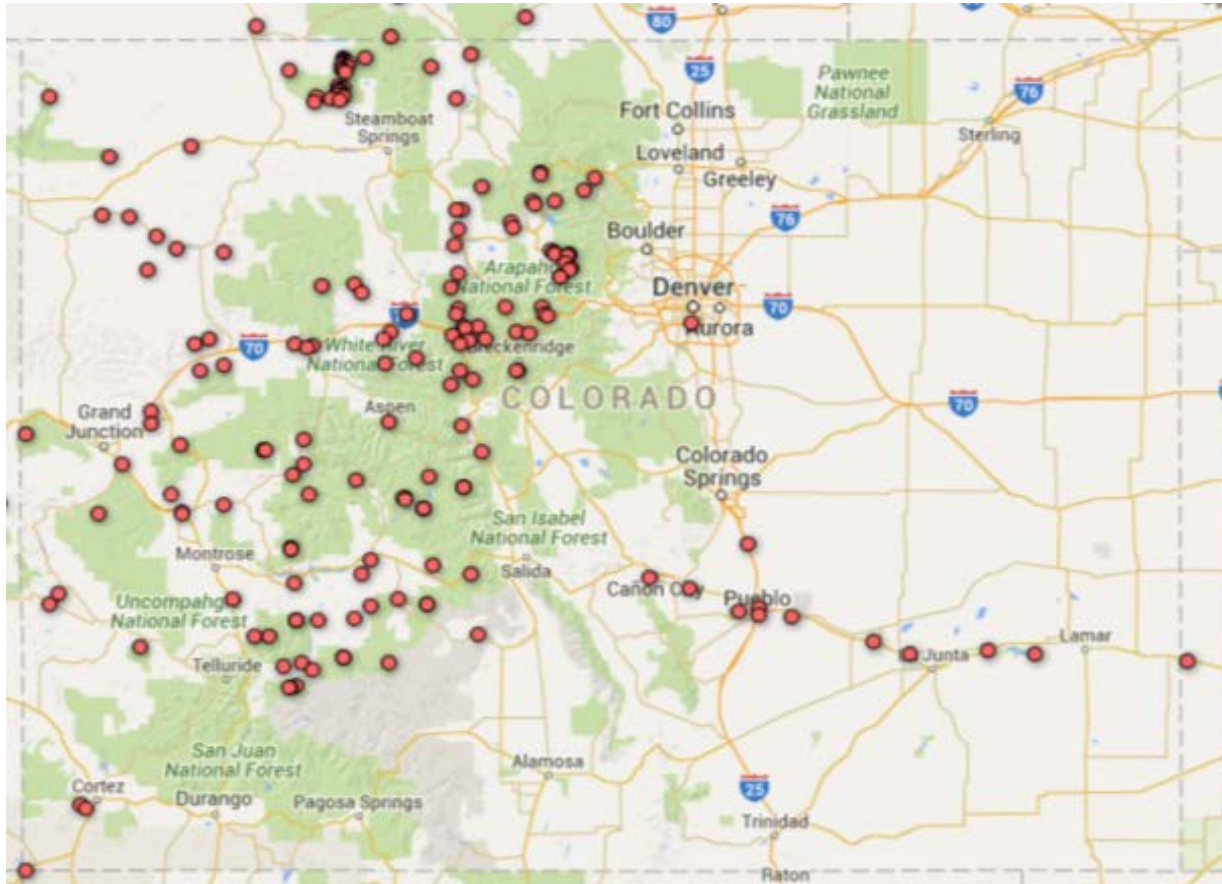 80
25
Pawnee
National
Grassland
76
Fort Collins
Sterling
Steamboat
Springs
Loveland
Greeley
76
Boulder
Arapaho
National Forest
Denver
70
Aurora
70
White River
National Forest
Breckenridge
COLORADO
70
Aspen
Grand
Junction
Colorado
Springs
San Isabel
National Forest
Montrose
Salida
Cañon City
Uncompahgre
National Forest
Pueblo
Lamar
Junta
Telluride
San Juan
National Forest
Alamosa
Cortez
Durango
Pagosa Springs
25
Trinidad
Raton